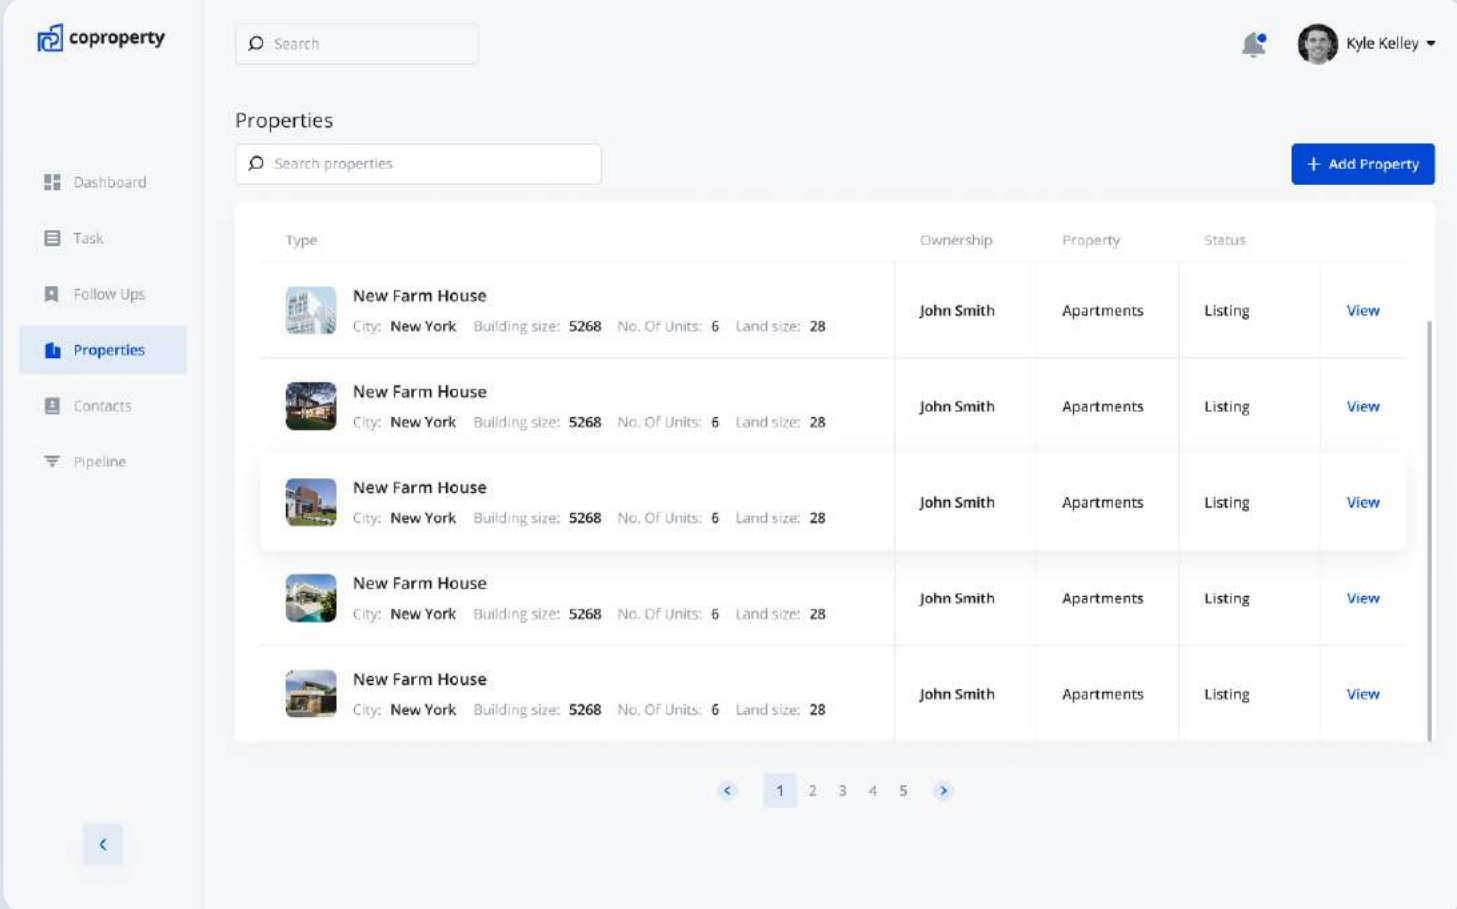 coproperty
Search
Kyle Kelley
Properties
Search properties
+ Add Property
Dashboard
Task
Follow Ups
Properties
Contacts
Pipeline
Type Ownership Property Status
New Farm House
City: New York Building size: 5268 No. Of Units: 6 Land size: 28
John Smith Apartments Listing View
New Farm House
City: New York Building size: 5268 No. Of Units: 6 Land size: 28
John Smith Apartments Listing View
New Farm House
City: New York Building size: 5268 No. Of Units: 6 Land size: 28
John Smith Apartments Listing View
New Farm House
City: New York Building size: 5268 No. Of Units: 6 Land size: 28
John Smith Apartments Listing View
New Farm House
City: New York Building size: 5268 No. Of Units: 6 Land size: 28
John Smith Apartments Listing View
1 2 3 4 5